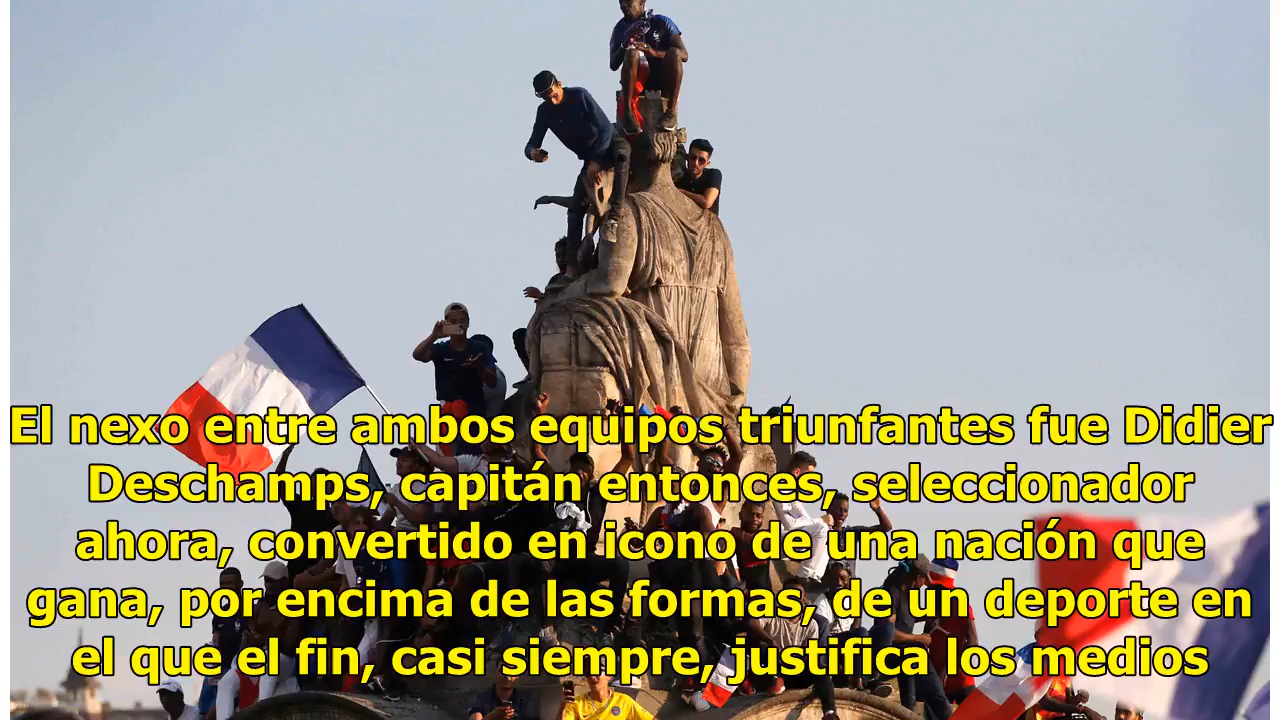 El nexo entre ambos equipos triunfantes fue Didier
Deschamps, capitán entonces, seleccionador
ahora, convertido en icono de una nación que
gana, por encima de las formas, de un deporte en
el que el fin, casi siempre, justifica los medios